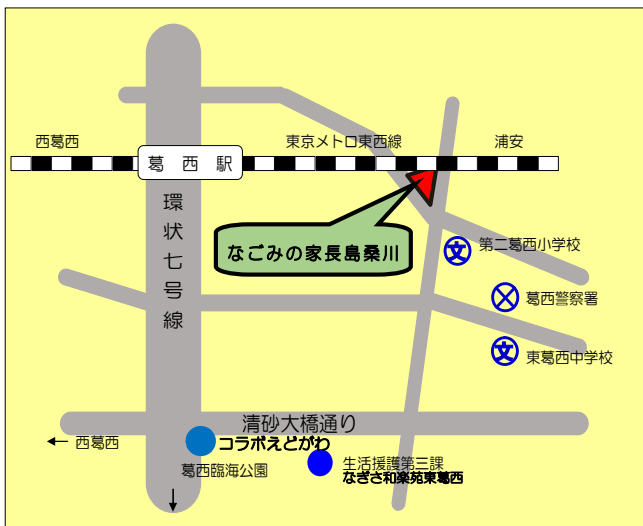 西葛西
東京メトロ東西線
浦安
葛西駅
環状七号線
なごみの家長島桑川
文
第二葛西小学校
葛西警察署
文
東葛西中学校
清砂大橋通り
← 西葛西
コラボえどがわ
葛西臨海公園
↓
生活援護第三課
なぎさ和楽苑東葛西